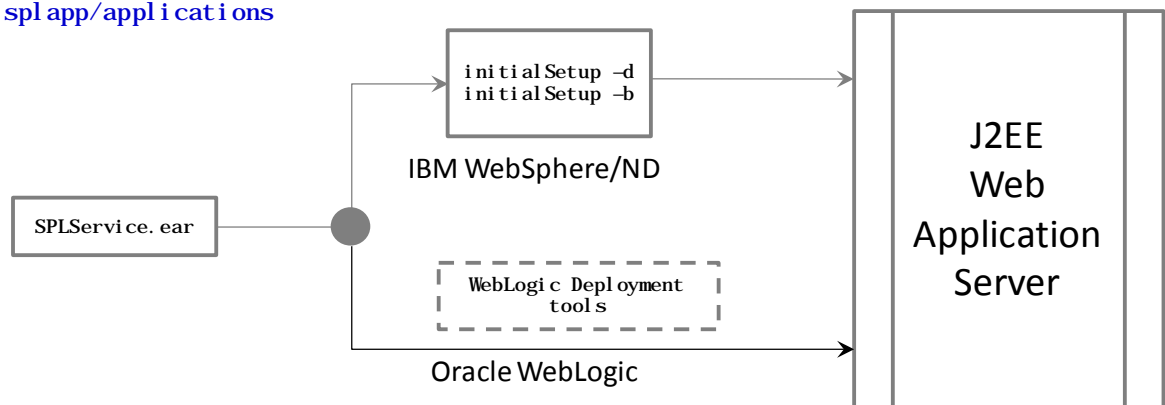 splapp/applications
initialSetup –d
initialSetup –b
IBM WebSphere/ND
SPLService.ear
WebLogic Deployment
tools
Oracle WebLogic
J2EE
Web
Application
Server